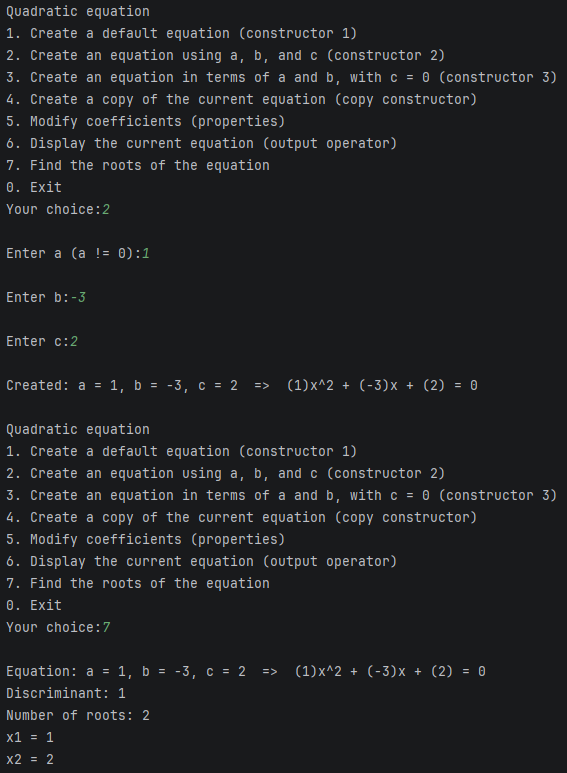 Quadratic equation
1. Create a default equation (constructor 1)
2. Create an equation using a, b, and c (constructor 2)
3. Create an equation in terms of a and b, with c = 0 (constructor 3)
4. Create a copy of the current equation (copy constructor)
5. Modify coefficients (properties)
6. Display the current equation (output operator)
7. Find the roots of the equation
0. Exit
Your choice:2
Enter a (a != 0):1
Enter b:-3
Enter c:2
Created: a = 1, b = -3, c = 2  =>  (1)x^2 + (-3)x + (2) = 0
Quadratic equation
1. Create a default equation (constructor 1)
2. Create an equation using a, b, and c (constructor 2)
3. Create an equation in terms of a and b, with c = 0 (constructor 3)
4. Create a copy of the current equation (copy constructor)
5. Modify coefficients (properties)
6. Display the current equation (output operator)
7. Find the roots of the equation
0. Exit
Your choice:7
Equation: a = 1, b = -3, c = 2  =>  (1)x^2 + (-3)x + (2) = 0
Discriminant: 1
Number of roots: 2
x1 = 1
x2 = 2